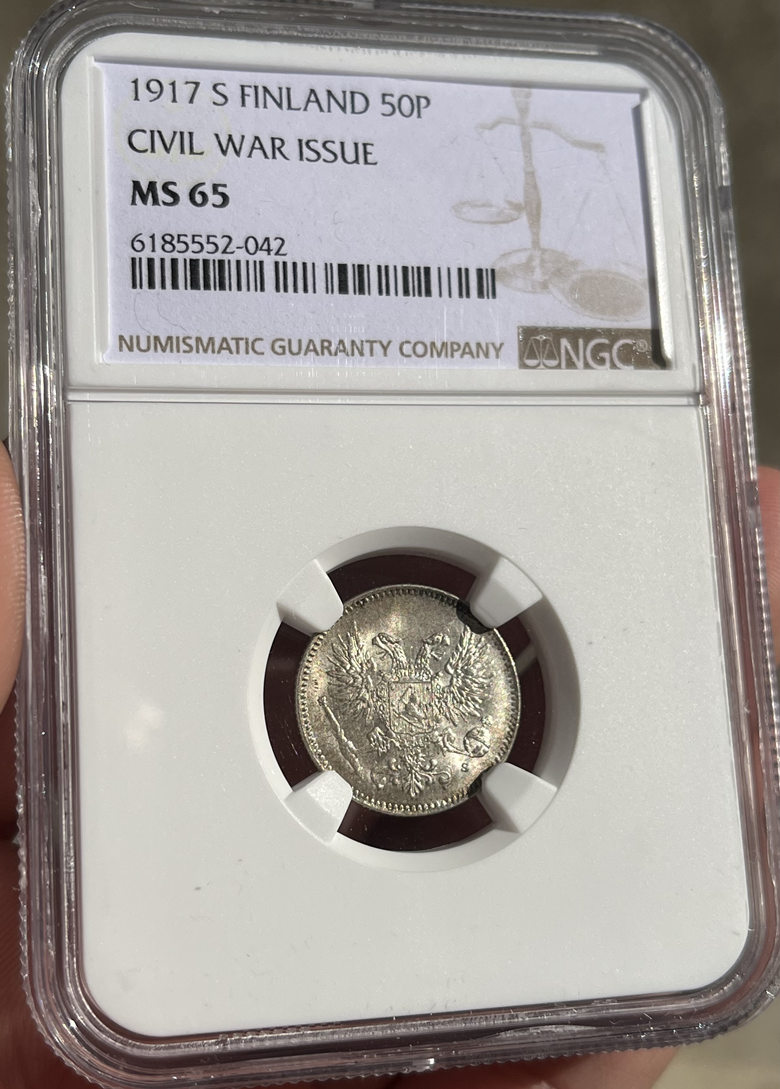 1917 S FINLAND 50P
CIVIL WAR ISSUE
MS 65
6185552-042
NUMISMATIC GUARANTY COMPANY NGC®
S